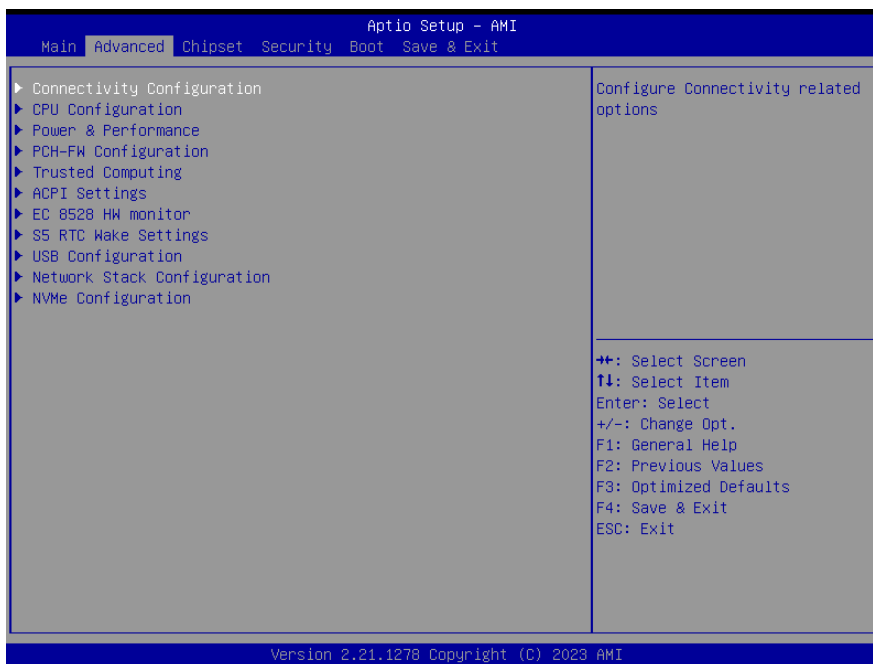 Aptio Setup – AMI
Main Advanced Chipset Security Boot Save & Exit
▶ Connectivity Configuration
▶ CPU Configuration
▶ Power & Performance
▶ PCH-FW Configuration
▶ Trusted Computing
▶ ACPI Settings
▶ EC 8528 HW monitor
▶ S5 RTC Wake Settings
▶ USB Configuration
▶ Network Stack Configuration
▶ NVMe Configuration
Configure Connectivity related
options
→←: Select Screen
↑↓: Select Item
Enter: Select
+/-: Change Opt.
F1: General Help
F2: Previous Values
F3: Optimized Defaults
F4: Save & Exit
ESC: Exit
Version 2.21.1278 Copyright (C) 2023 AMI